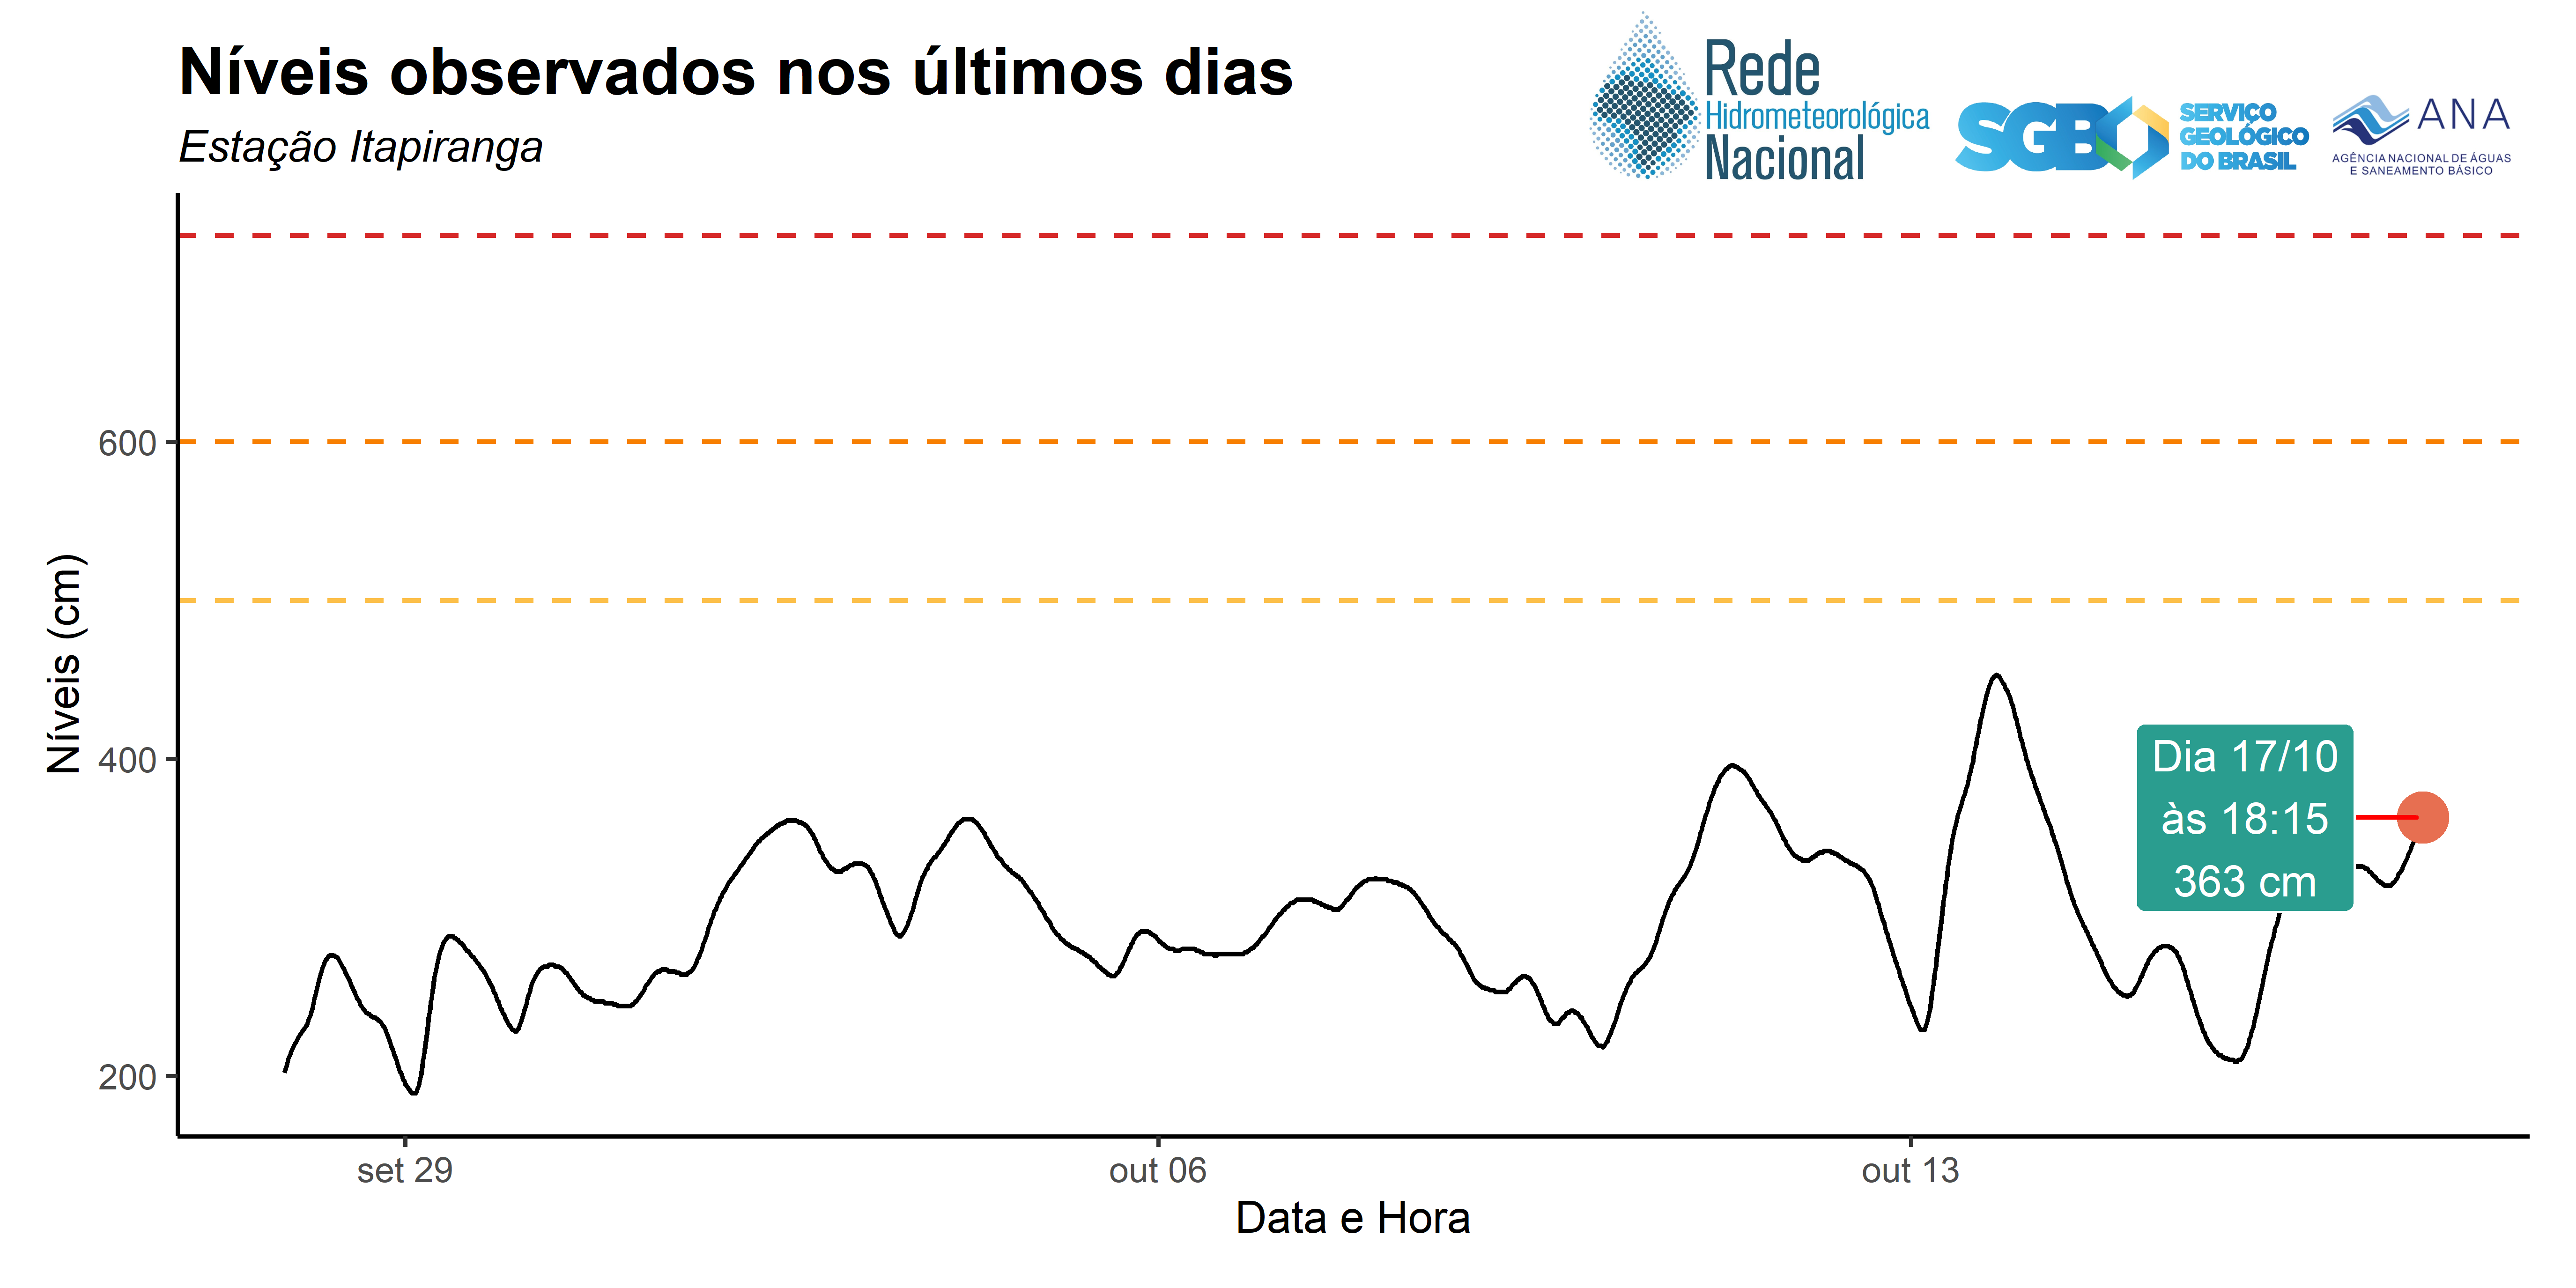 Níveis observados nos últimos dias
Estação Itapiranga
Rede
Hidrometeorológica
Nacional
SGB
SERVIÇO
GEOLÓGICO
DO BRASIL
ANA
AGÊNCIA NACIONAL DE ÁGUAS
E SANEAMENTO BÁSICO
Níveis (cm)
600
400
200
Dia 17/10
às 18:15
363 cm
set 29
out 06
out 13
Data e Hora